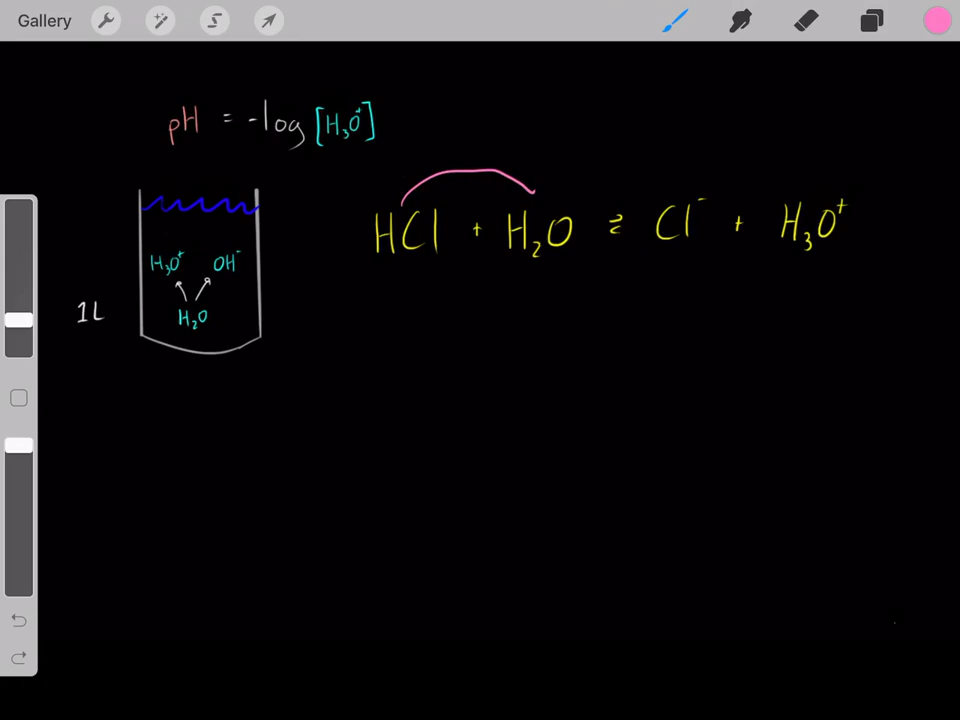 Gallery
pH = -log [H₃O⁺]
HCl + H₂O ⇄ Cl⁻ + H₃O⁺
H₃O⁺ OH⁻
H₂O
1L